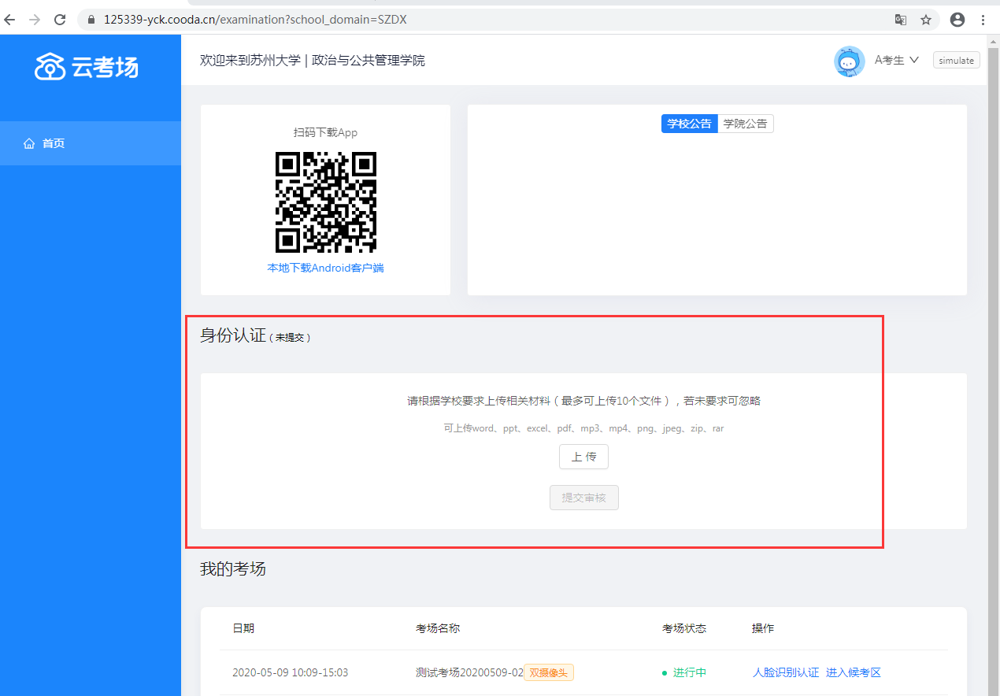 125339-yck.cooda.cn/examination?school_domain=SZDX
云考场
欢迎来到苏州大学 | 政治与公共管理学院
A考生
simulate
首页
扫码下载App
本地下载Android客户端
学校公告 学院公告
身份认证（未提交）
请根据学校要求上传相关材料（最多可上传10个文件），若未要求可忽略
可上传word、ppt、excel、pdf、mp3、mp4、png、jpeg、zip、rar
上 传
提交审核
我的考场
日期 考场名称 考场状态 操作
2020-05-09 10:09-15:03 测试考场20200509-02 双摄像头 进行中 人脸识别认证 进入候考区